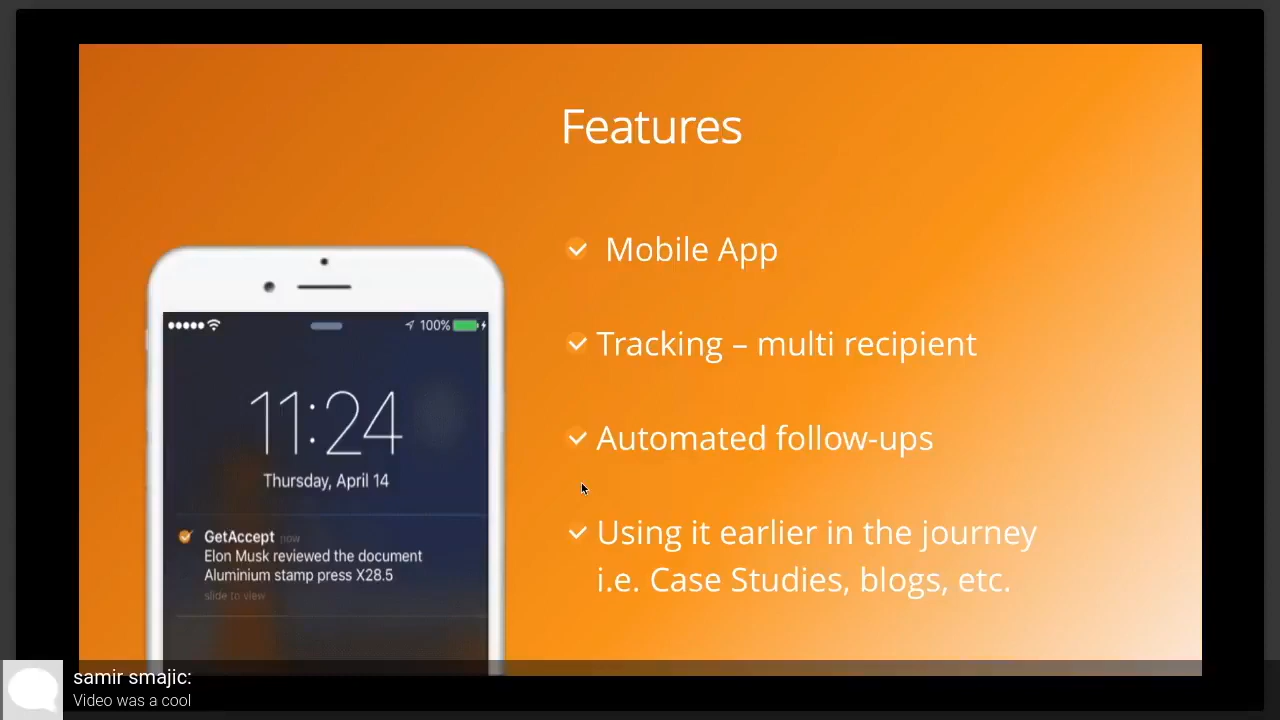 Features
Mobile App
Tracking – multi recipient
Automated follow-ups
Using it earlier in the journey
i.e. Case Studies, blogs, etc.
100%
11:24
Thursday, April 14
GetAccept now
Elon Musk reviewed the document
Aluminium stamp press X28.5
slide to view
samir smajic:
Video was a cool